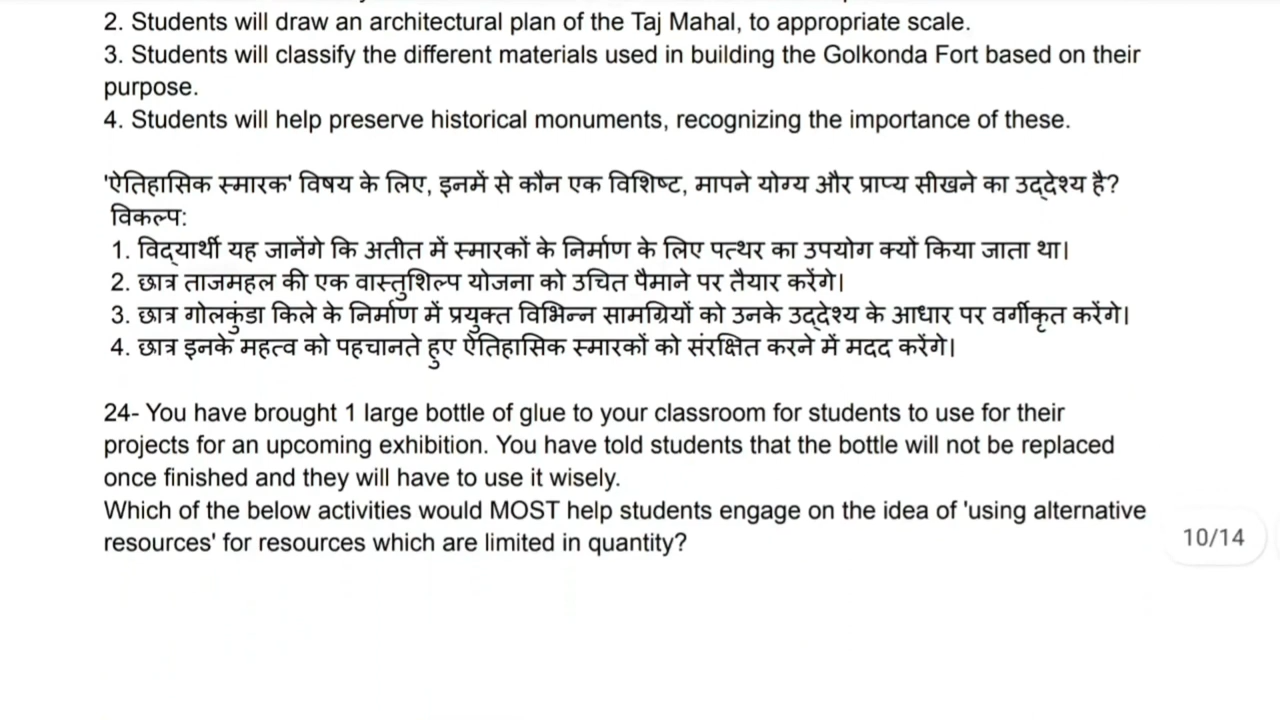 2. Students will draw an architectural plan of the Taj Mahal, to appropriate scale.
3. Students will classify the different materials used in building the Golkonda Fort based on their
purpose.
4. Students will help preserve historical monuments, recognizing the importance of these.
'ऐतिहासिक स्मारक' विषय के लिए, इनमें से कौन एक विशिष्ट, मापने योग्य और प्राप्य सीखने का उद्देश्य है?
विकल्प:
1. विद्यार्थी यह जानेंगे कि अतीत में स्मारकों के निर्माण के लिए पत्थर का उपयोग क्यों किया जाता था।
2. छात्र ताजमहल की एक वास्तुशिल्प योजना को उचित पैमाने पर तैयार करेंगे।
3. छात्र गोलकुंडा किले के निर्माण में प्रयुक्त विभिन्न सामग्रियों को उनके उद्देश्य के आधार पर वर्गीकृत करेंगे।
4. छात्र इनके महत्व को पहचानते हुए ऐतिहासिक स्मारकों को संरक्षित करने में मदद करेंगे।
24- You have brought 1 large bottle of glue to your classroom for students to use for their
projects for an upcoming exhibition. You have told students that the bottle will not be replaced
once finished and they will have to use it wisely.
Which of the below activities would MOST help students engage on the idea of 'using alternative
resources' for resources which are limited in quantity?
10/14